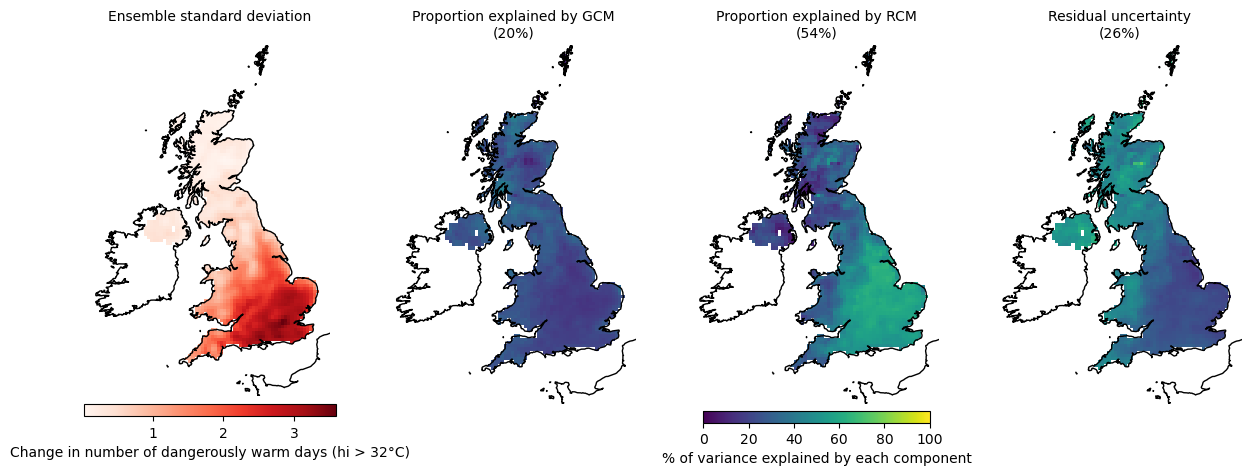 Ensemble standard deviation
Proportion explained by GCM
(20%)
Proportion explained by RCM
(54%)
Residual uncertainty
(26%)
1 2 3
Change in number of dangerously warm days (hi > 32°C)
0 20 40 60 80 100
% of variance explained by each component